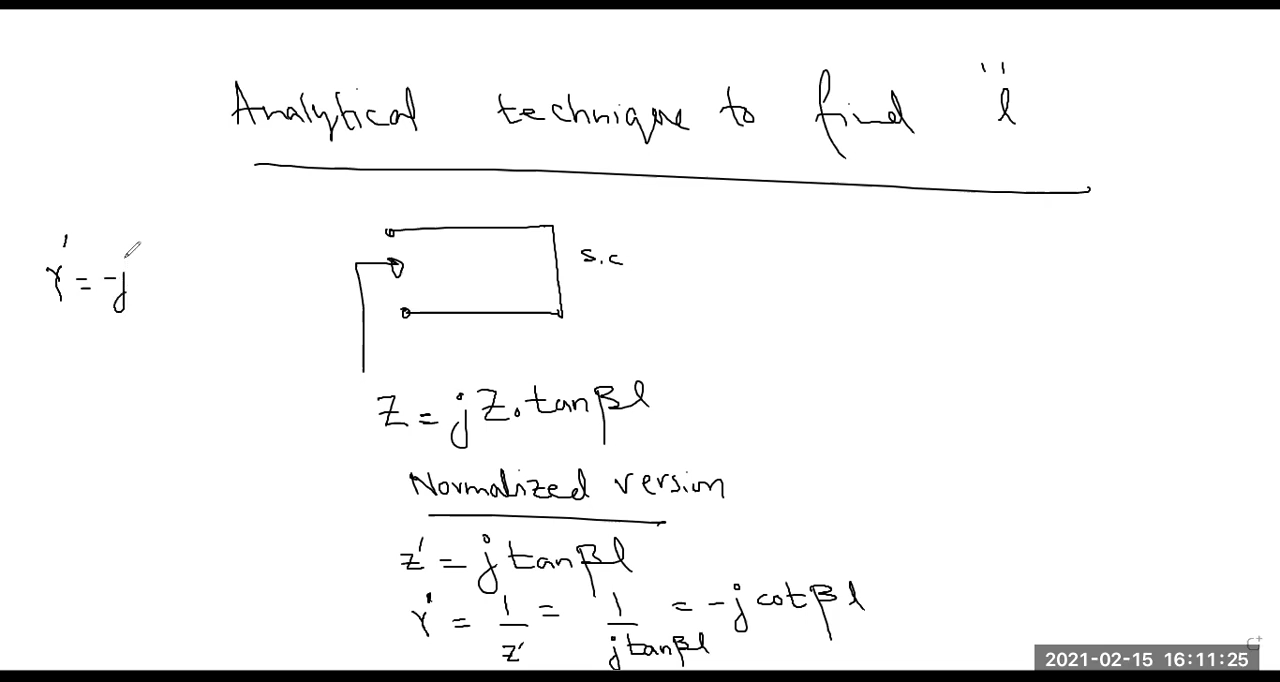 Analytical technique to find "l
s.c
Y' = -j
Z = jZ₀ tanβl
Normalized version
z' = j tanβl
Y' = 1/z' = 1/(j tanβl) = -j cotβl
2021-02-15 16:11:25